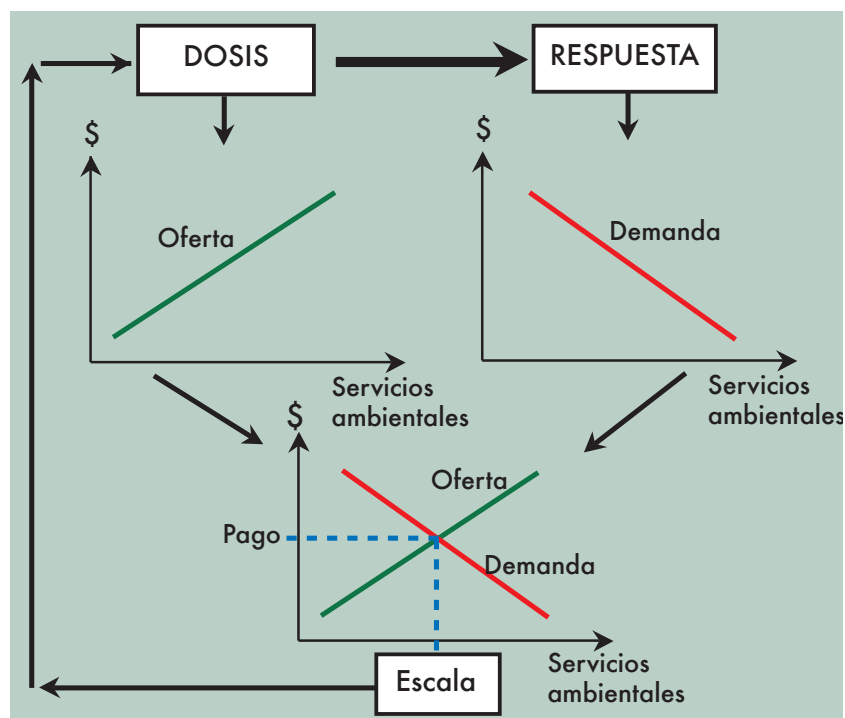 DOSIS
RESPUESTA
$
Oferta
Servicios
ambientales
$
Demanda
Servicios
ambientales
$
Oferta
Pago
Demanda
Servicios
ambientales
Escala